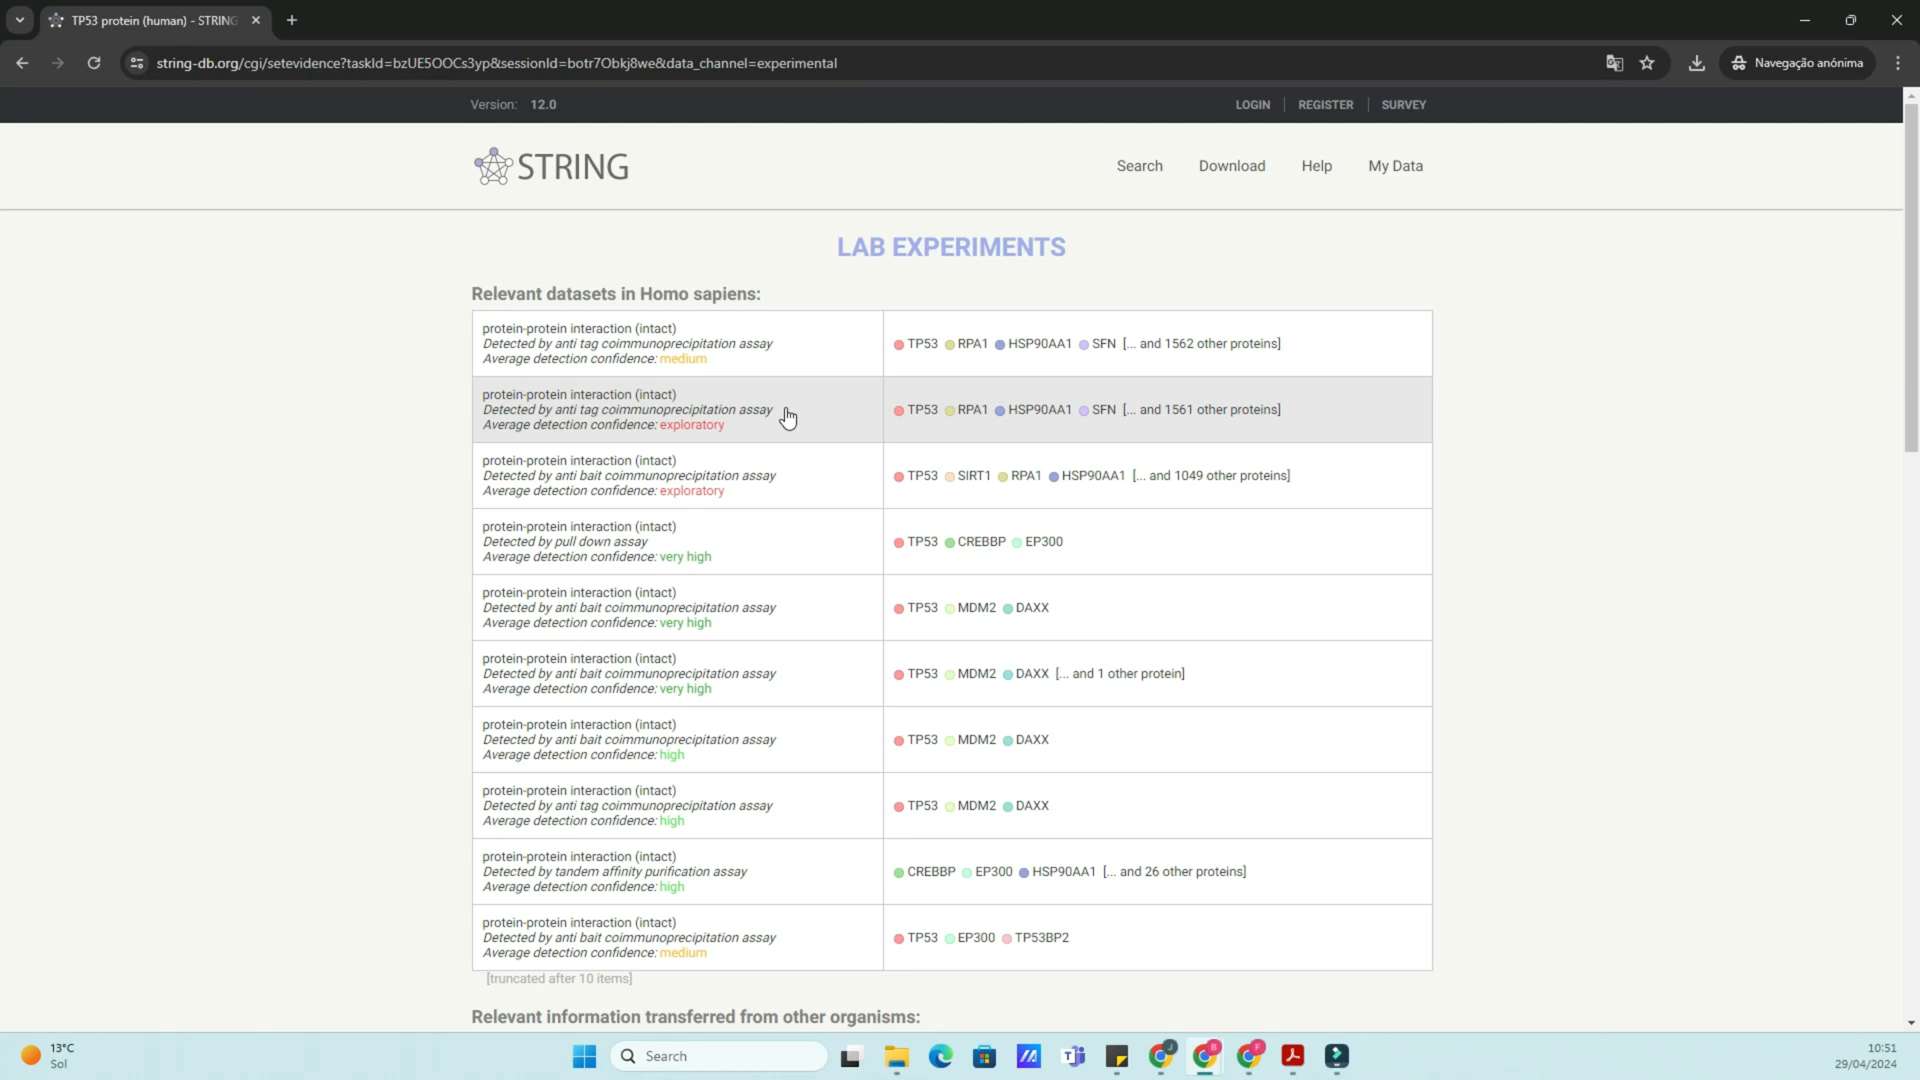 TP53 protein (human) - STRING
string-db.org/cgi/setevidence?taskId=bzUE5OOCs3yp&sessionId=botr7Obkj8we&data_channel=experimental
Navegação anónima
Version: 12.0
LOGIN
REGISTER
SURVEY
STRING
Search
Download
Help
My Data
LAB EXPERIMENTS
Relevant datasets in Homo sapiens:
protein-protein interaction (intact)
Detected by anti tag coimmunoprecipitation assay
Average detection confidence: medium
TP53 RPA1 HSP90AA1 SFN [... and 1562 other proteins]
protein-protein interaction (intact)
Detected by anti tag coimmunoprecipitation assay
Average detection confidence: exploratory
TP53 RPA1 HSP90AA1 SFN [... and 1561 other proteins]
protein-protein interaction (intact)
Detected by anti bait coimmunoprecipitation assay
Average detection confidence: exploratory
TP53 SIRT1 RPA1 HSP90AA1 [... and 1049 other proteins]
protein-protein interaction (intact)
Detected by pull down assay
Average detection confidence: very high
TP53 CREBBP EP300
protein-protein interaction (intact)
Detected by anti bait coimmunoprecipitation assay
Average detection confidence: very high
TP53 MDM2 DAXX
protein-protein interaction (intact)
Detected by anti bait coimmunoprecipitation assay
Average detection confidence: very high
TP53 MDM2 DAXX [... and 1 other protein]
protein-protein interaction (intact)
Detected by anti bait coimmunoprecipitation assay
Average detection confidence: high
TP53 MDM2 DAXX
protein-protein interaction (intact)
Detected by anti tag coimmunoprecipitation assay
Average detection confidence: high
TP53 MDM2 DAXX
protein-protein interaction (intact)
Detected by tandem affinity purification assay
Average detection confidence: high
CREBBP EP300 HSP90AA1 [... and 26 other proteins]
protein-protein interaction (intact)
Detected by anti bait coimmunoprecipitation assay
Average detection confidence: medium
TP53 EP300 TP53BP2
[truncated after 10 items]
Relevant information transferred from other organisms:
13°C
Sol
Search
10:51
29/04/2024